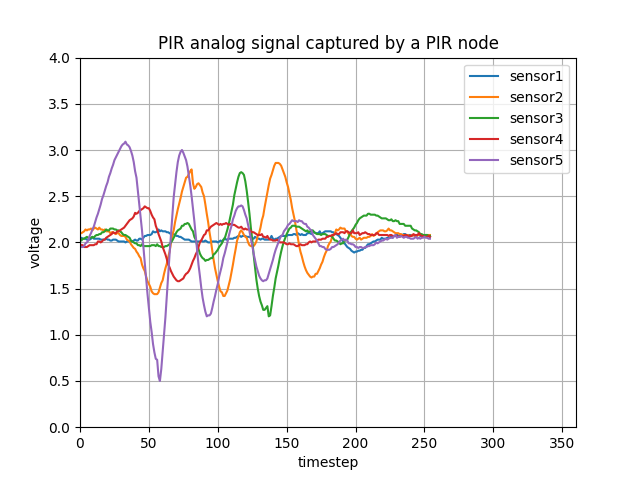 PIR analog signal captured by a PIR node
4.0
3.5
3.0
2.5
2.0
1.5
1.0
0.5
0.0
voltage
sensor1
sensor2
sensor3
sensor4
sensor5
0 50 100 150 200 250 300 350
timestep